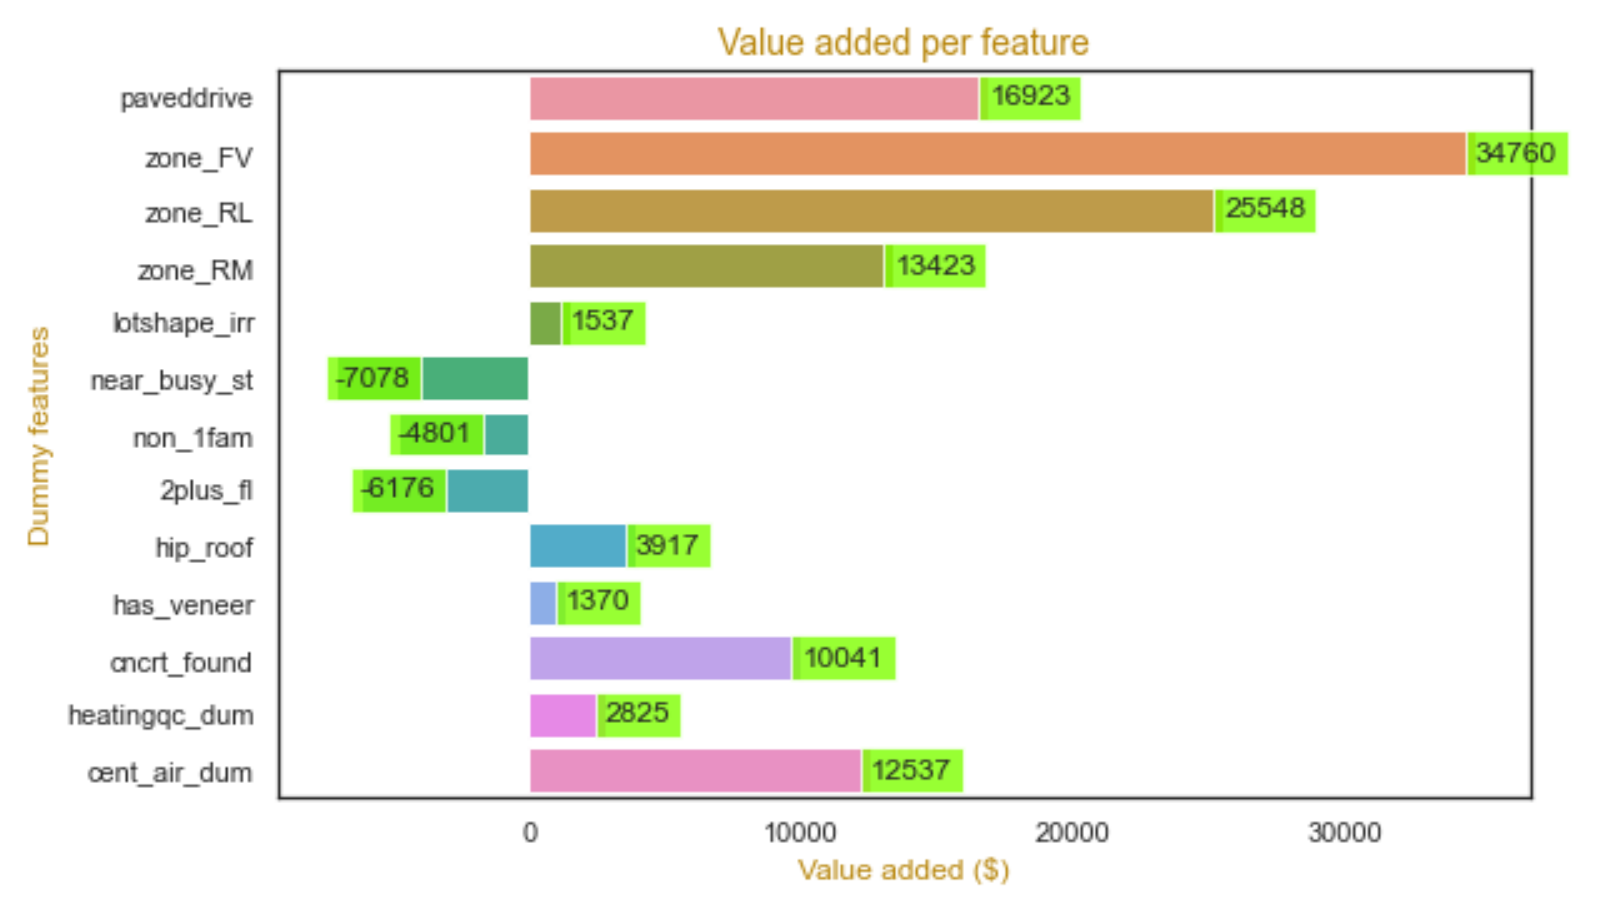 Value added per feature
paveddrive 16923
zone_FV 34760
zone_RL 25548
zone_RM 13423
lotshape_irr 1537
near_busy_st -7078
non_1fam -4801
2plus_fl -6176
hip_roof 3917
has_veneer 1370
cncrt_found 10041
heatingqc_dum 2825
cent_air_dum 12537
Dummy features
0 10000 20000 30000
Value added ($)